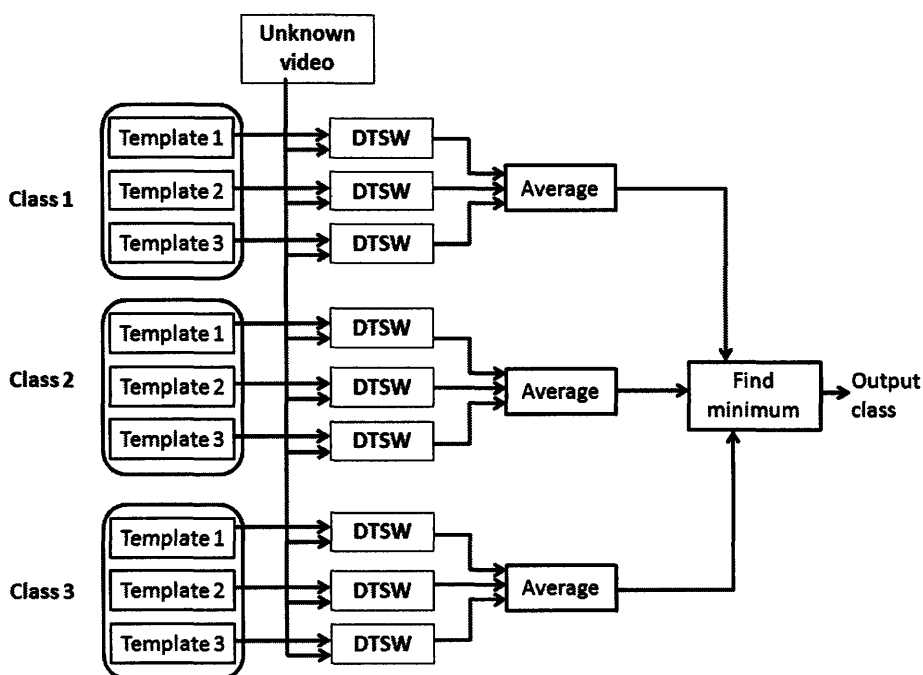 Unknown
video
Template 1
DTSW
Class 1
Template 2
DTSW
Average
Template 3
DTSW
Template 1
DTSW
Class 2
Template 2
DTSW
Average
Find
minimum
Output
class
Template 3
DTSW
Template 1
DTSW
Class 3
Template 2
DTSW
Average
Template 3
DTSW